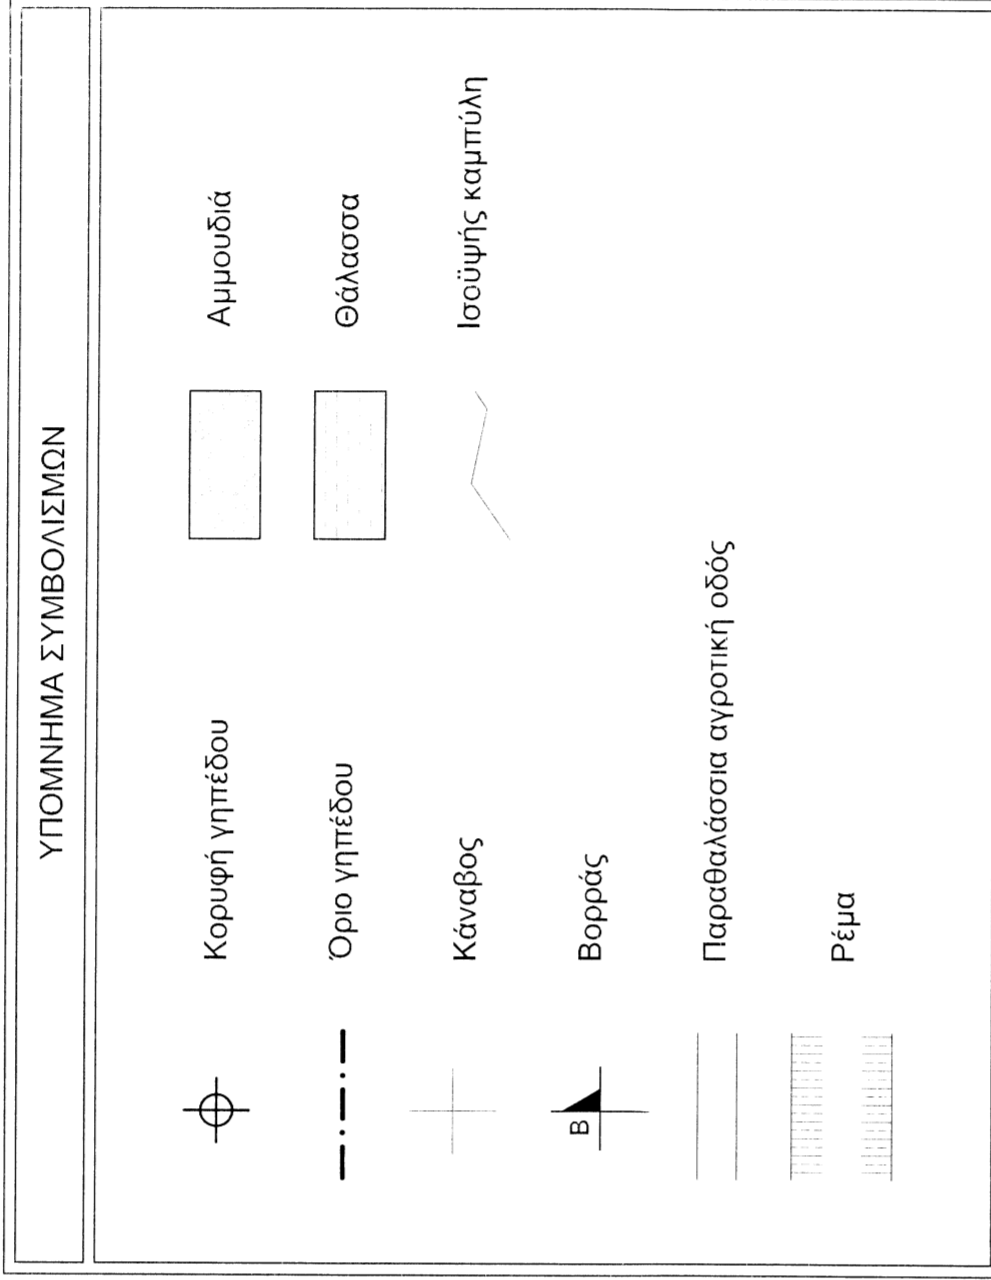 ΥΠΟΜΝΗΜΑ ΣΥΜΒΟΛΙΣΜΩΝ
Κορυφή γηπέδου
Όριο γηπέδου
Κάναβος
Β
Βορράς
Παραθαλάσσια αγροτική οδός
Ρέμα
Αμμουδιά
Θάλασσα
Ισοϋψής καμπύλη